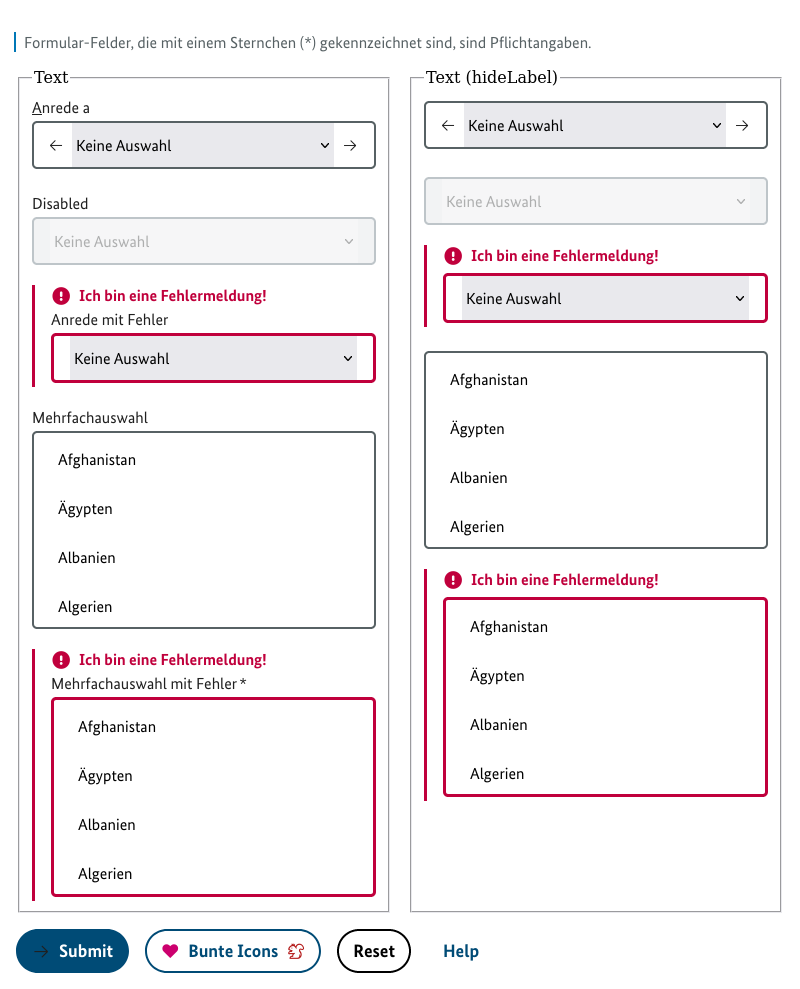 Formular-Felder, die mit einem Sternchen (*) gekennzeichnet sind, sind Pflichtangaben.
Text
Anrede a
Keine Auswahl
Disabled
Keine Auswahl
Ich bin eine Fehlermeldung!
Anrede mit Fehler
Keine Auswahl
Mehrfachauswahl
Afghanistan
Ägypten
Albanien
Algerien
Ich bin eine Fehlermeldung!
Mehrfachauswahl mit Fehler *
Afghanistan
Ägypten
Albanien
Algerien
Text (hideLabel)
Keine Auswahl
Keine Auswahl
Ich bin eine Fehlermeldung!
Keine Auswahl
Afghanistan
Ägypten
Albanien
Algerien
Ich bin eine Fehlermeldung!
Afghanistan
Ägypten
Albanien
Algerien
Submit
Bunte Icons
Reset
Help